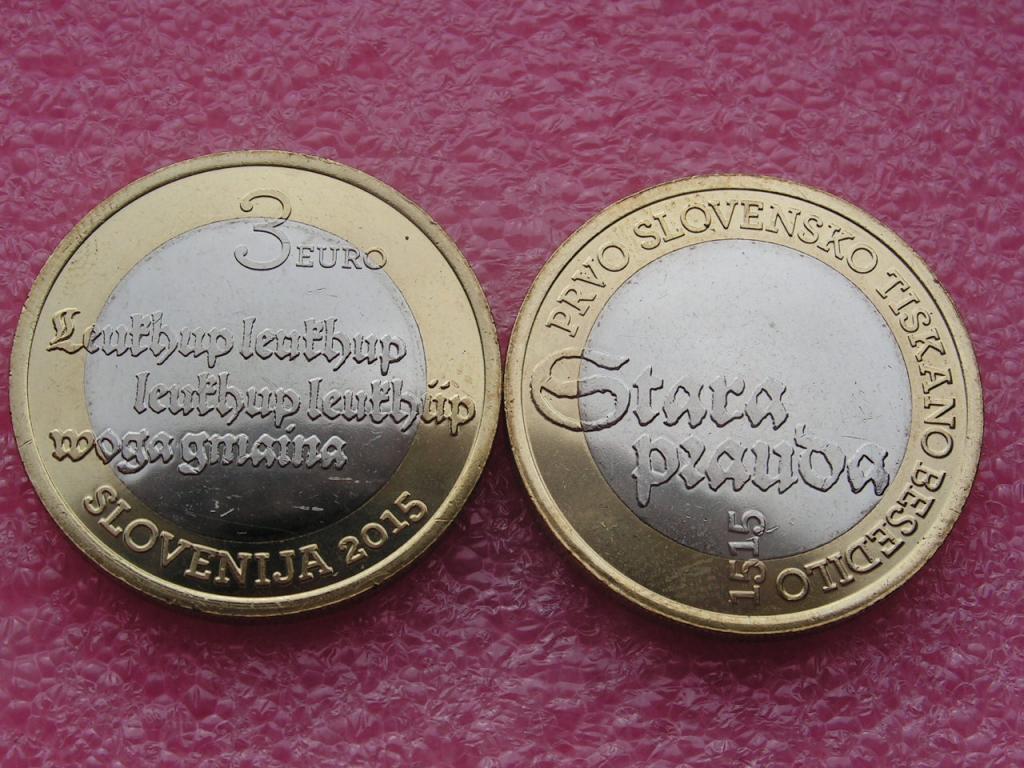 3 EURO
Leukhup leukhup
leukhup leukhup
woga gmaina
SLOVENIJA 2015
PRVO SLOVENSKO TISKANO BESEDILO
Stara
prauda
1515